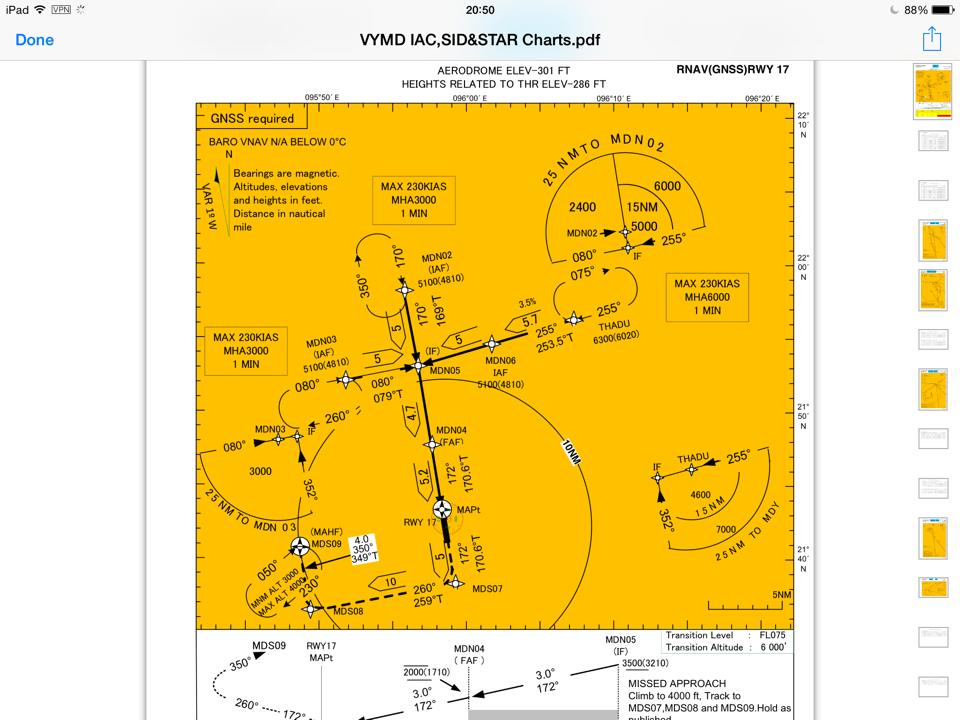 iPad VPN 20:50 88%
Done VYMD IAC,SID&STAR Charts.pdf
AERODROME ELEV-301 FT
HEIGHTS RELATED TO THR ELEV-286 FT
RNAV(GNSS)RWY 17
095°50' E 096°00' E 096°10' E 096°20' E
22°
10'
N
GNSS required
BARO VNAV N/A BELOW 0°C
N
VAR 1° W
Bearings are magnetic.
Altitudes, elevations
and heights in feet.
Distance in nautical
mile
MAX 230KIAS
MHA3000
1 MIN
25 NM TO MDN02
6000
2400
15NM
5000
MDN02
IF
255°
080°
22°
00'
N
350°
170°
MDN02
(IAF)
5100(4810)
170°
169°T
5
075°
255°
3.5%
5.7
255°
253.5°T
THADU
6300(6020)
MAX 230KIAS
MHA6000
1 MIN
MAX 230KIAS
MHA3000
1 MIN
MDN03
(IAF)
5100(4810)
5
(IF)
MDN05
5
MDN06
IAF
5100(4810)
080°
080°
079°T
260°
4.7
21°
50'
N
MDN03
IF
080°
3000
352°
25 NM TO MDN 03
MDN04
(FAF)
10NM
5.2
172°
170.6°T
MAPt
RWY 17
IF
THADU
255°
352°
4600
15NM
7000
25NM TO MDY
21°
40'
N
(MAHF)
MDS09
4.0
350°
349°T
050°
230°
MNM ALT 3000
MAX ALT 4000
5
172°
170.6°T
MDS07
10
260°
259°T
MDS08
5NM
MDS09
RWY17
MAPt
MDN04
(FAF)
MDN05
(IF)
Transition Level : FL075
Transition Altitude : 6 000'
350°
260°
172°
2000(1710)
3.0°
172°
3.0°
172°
3500(3210)
MISSED APPROACH
Climb to 4000 ft, Track to
MDS07,MDS08 and MDS09.Hold as
published